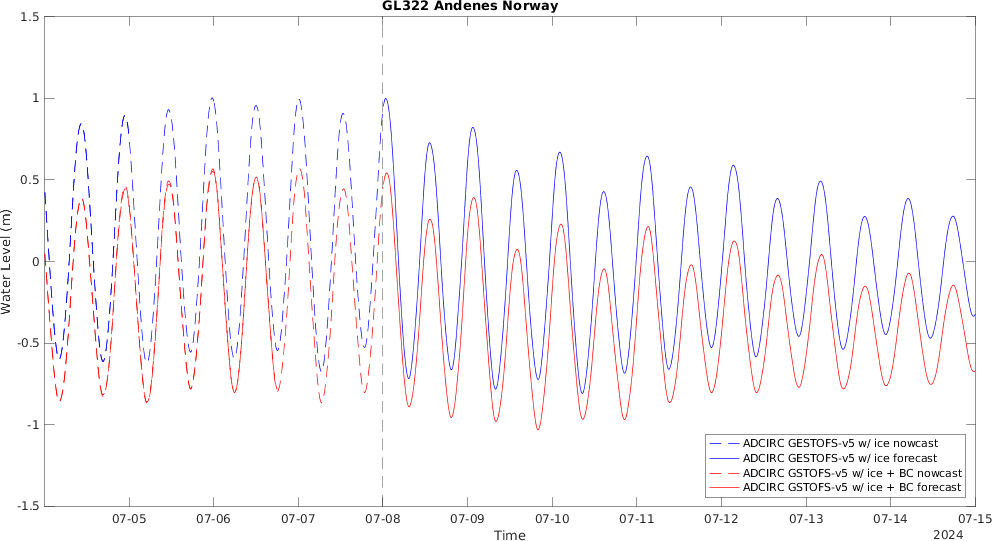 GL322 Andenes Norway
1.5
1
0.5
0
-0.5
-1
-1.5
Water Level (m)
07-05 07-06 07-07 07-08 07-09 07-10 07-11 07-12 07-13 07-14 07-15
Time
2024
ADCIRC GESTOFS-v5 w/ ice nowcast
ADCIRC GESTOFS-v5 w/ ice forecast
ADCIRC GSTOFS-v5 w/ ice + BC nowcast
ADCIRC GSTOFS-v5 w/ ice + BC forecast